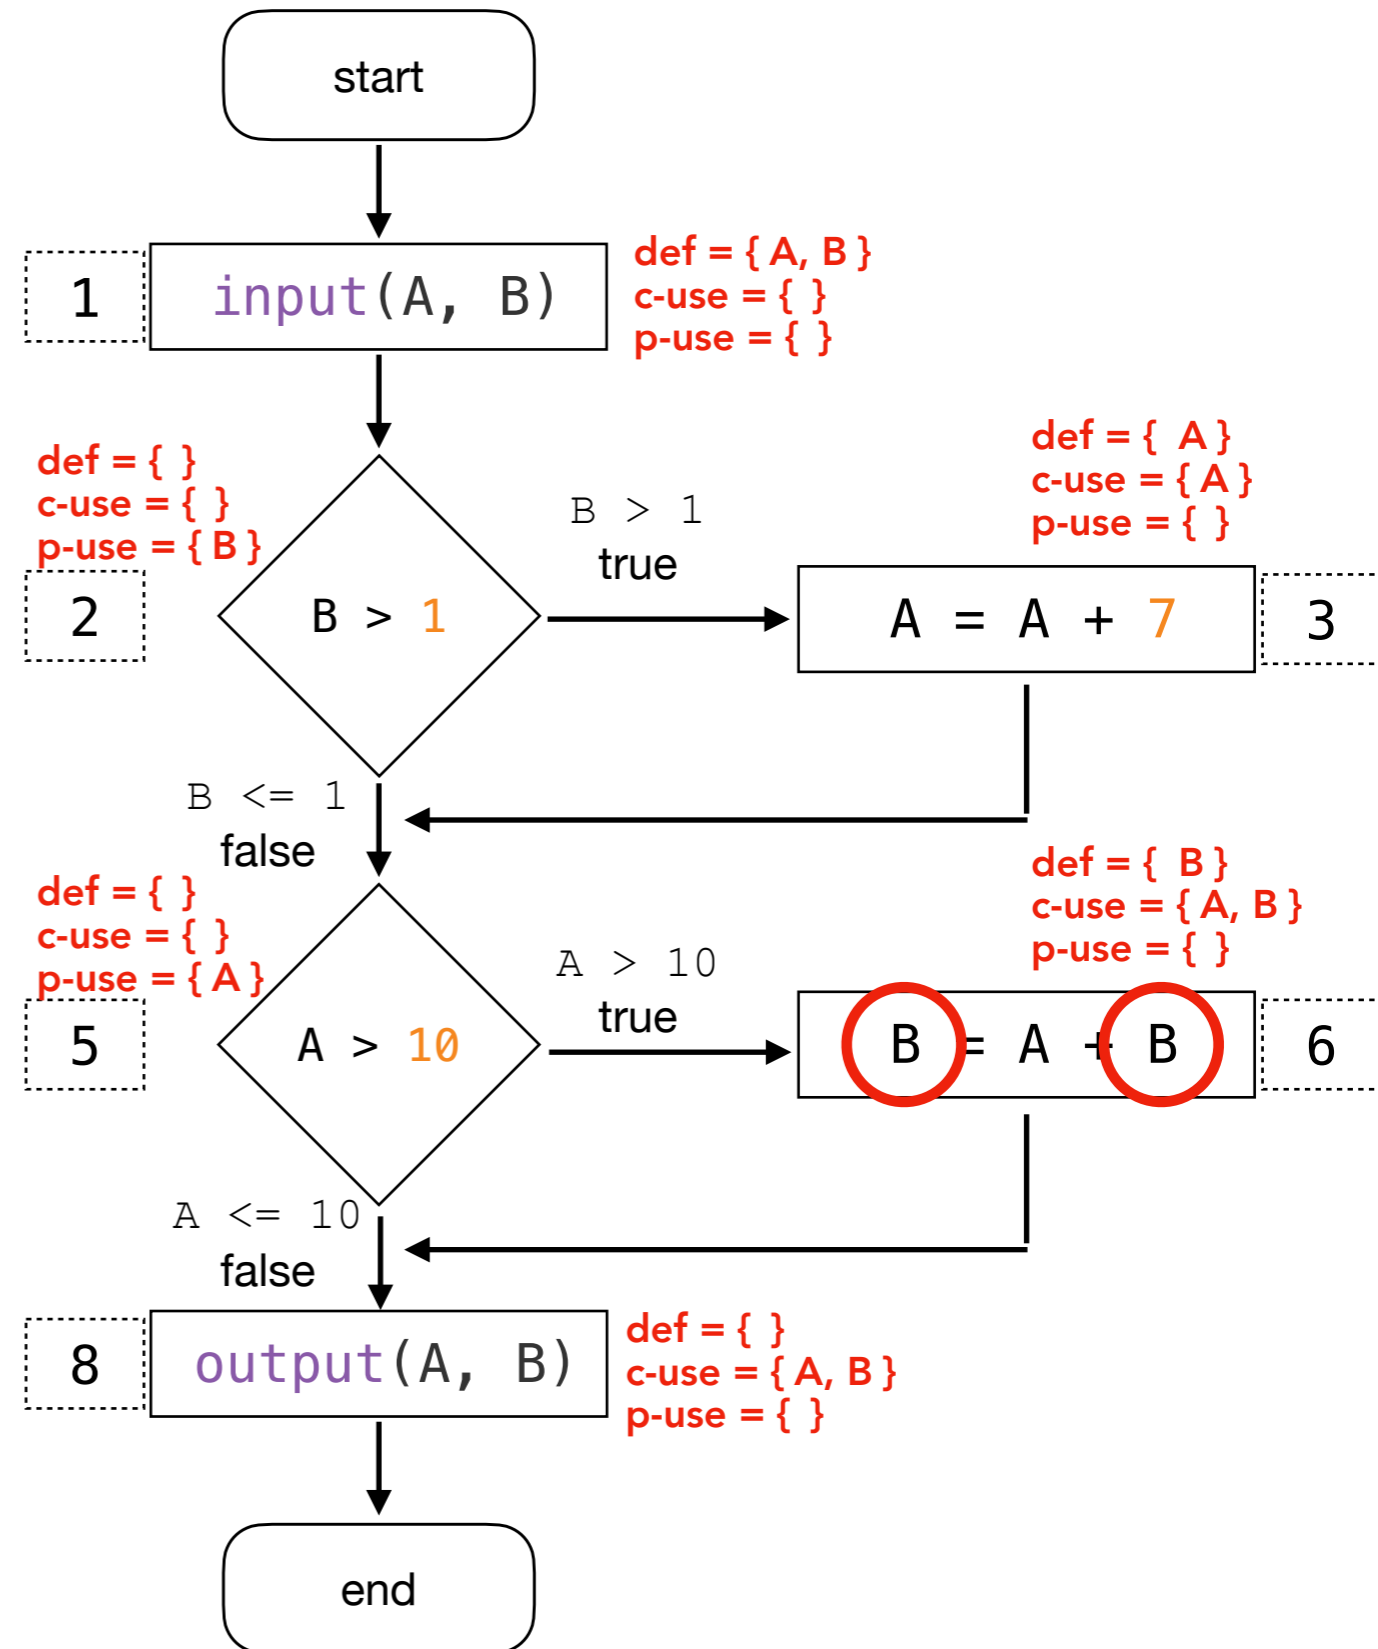 start
1
input(A, B)
def = { A, B }
c-use = { }
p-use = { }
def = { }
c-use = { }
p-use = { B }
2
B > 1
B > 1
true
def = { A }
c-use = { A }
p-use = { }
A = A + 7
3
B <= 1
false
def = { }
c-use = { }
p-use = { A }
5
A > 10
A > 10
true
def = { B }
c-use = { A, B }
p-use = { }
B = A + B
6
A <= 10
false
8
output(A, B)
def = { }
c-use = { A, B }
p-use = { }
end